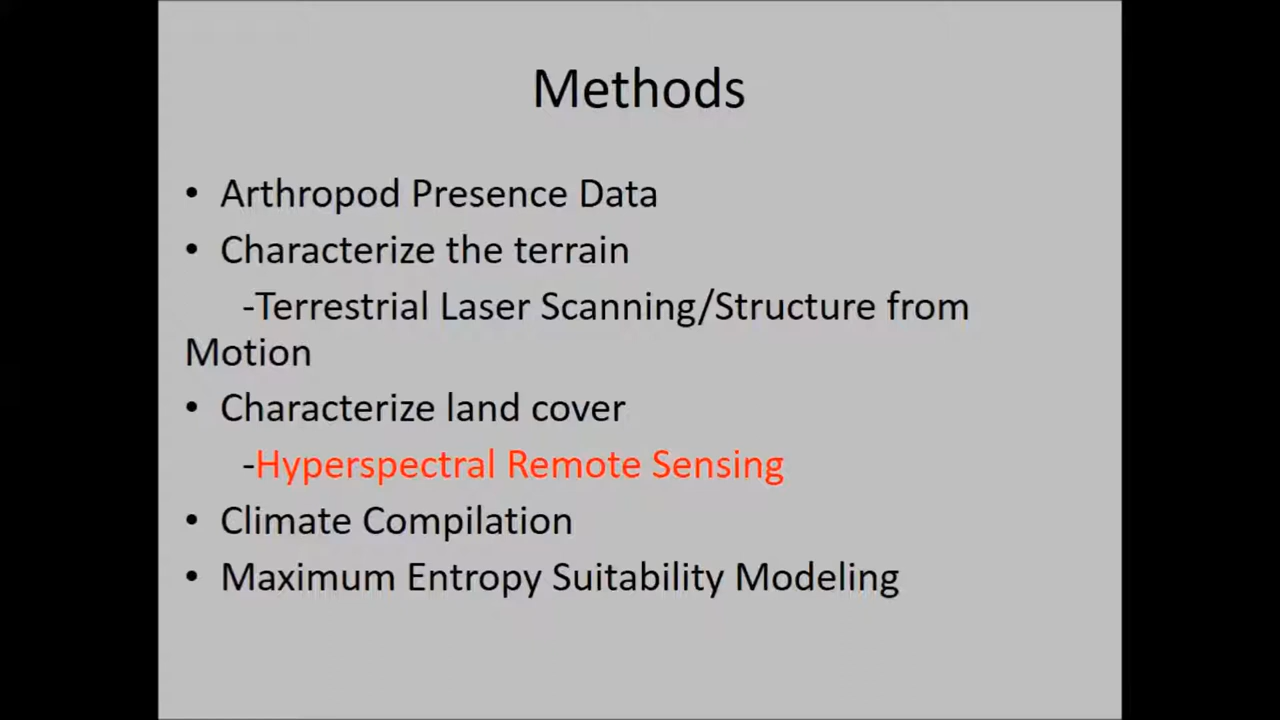 Methods
• Arthropod Presence Data
• Characterize the terrain
-Terrestrial Laser Scanning/Structure from
Motion
• Characterize land cover
-Hyperspectral Remote Sensing
• Climate Compilation
• Maximum Entropy Suitability Modeling